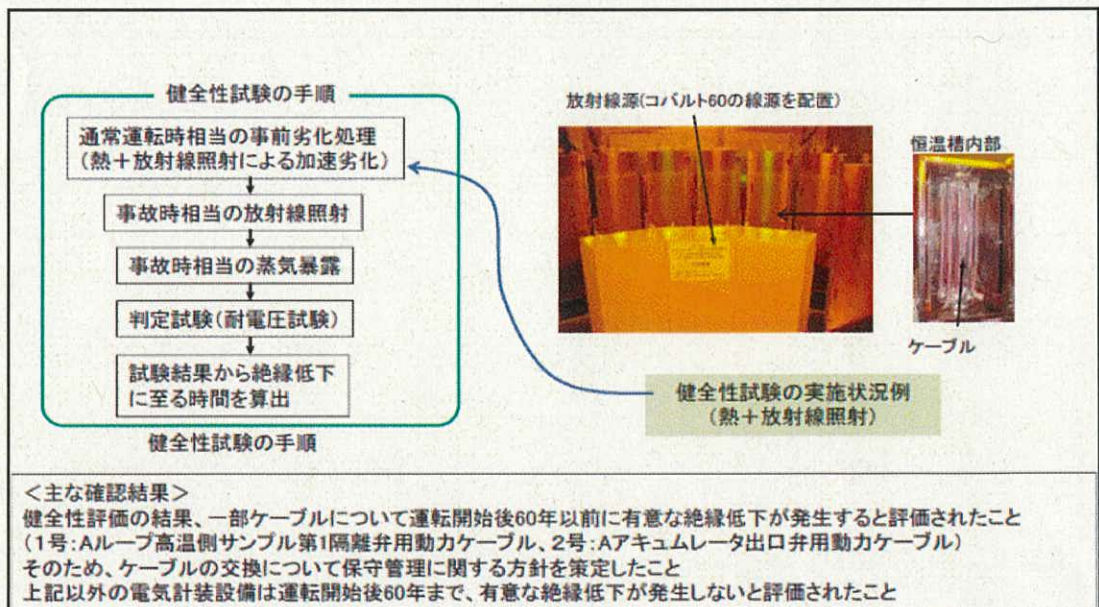 健全性試験の手順
通常運転時相当の事前劣化処理
(熱+放射線照射による加速劣化)
事故時相当の放射線照射
事故時相当の蒸気暴露
判定試験(耐電圧試験)
試験結果から絶縁低下
に至る時間を算出
健全性試験の手順
放射線源(コバルト60の線源を配置)
恒温槽内部
ケーブル
健全性試験の実施状況例
(熱+放射線照射)
<主な確認結果>
健全性評価の結果、一部ケーブルについて運転開始後60年以前に有意な絶縁低下が発生すると評価されたこと
(1号:Aループ高温側サンプル第1隔離弁用動力ケーブル、2号:Aアキュムレータ出口弁用動力ケーブル)
そのため、ケーブルの交換について保守管理に関する方針を策定したこと
上記以外の電気計装設備は運転開始後60年まで、有意な絶縁低下が発生しないと評価されたこと